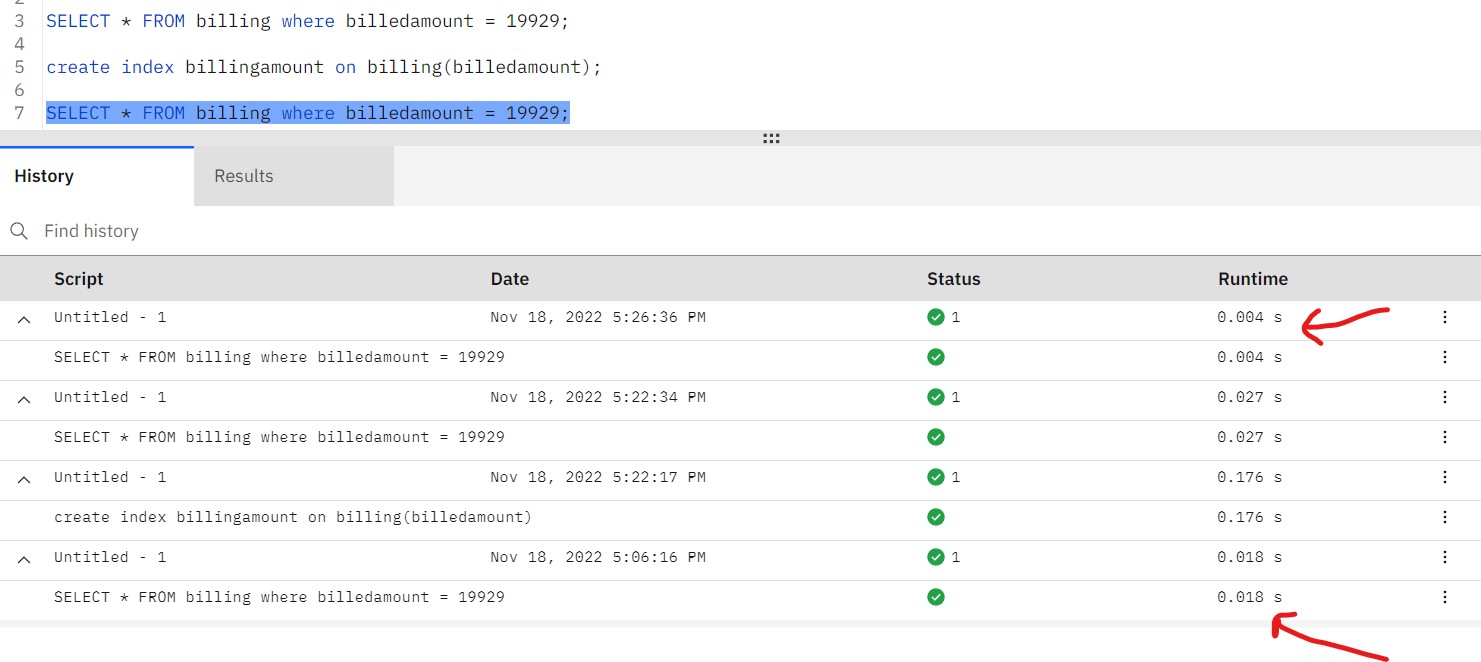 3 SELECT * FROM billing where billedamount = 19929;
4
5 create index billingamount on billing(billedamount);
6
7 SELECT * FROM billing where billedamount = 19929;
History Results
Find history
Script Date Status Runtime
Untitled - 1 Nov 18, 2022 5:26:36 PM 1 0.004 s
SELECT * FROM billing where billedamount = 19929 0.004 s
Untitled - 1 Nov 18, 2022 5:22:34 PM 1 0.027 s
SELECT * FROM billing where billedamount = 19929 0.027 s
Untitled - 1 Nov 18, 2022 5:22:17 PM 1 0.176 s
create index billingamount on billing(billedamount) 0.176 s
Untitled - 1 Nov 18, 2022 5:06:16 PM 1 0.018 s
SELECT * FROM billing where billedamount = 19929 0.018 s